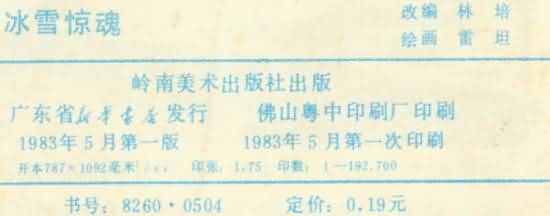 冰雪惊魂
改编 林 培
绘画 雷 坦
岭南美术出版社出版
广东省新华书店发行 佛山粤中印刷厂印刷
1983年5月第一版 1983年5月第一次印刷
开本787×1092毫米 印张:1.75 印数:1—192,700
书号:8260·0504 定价:0.19元